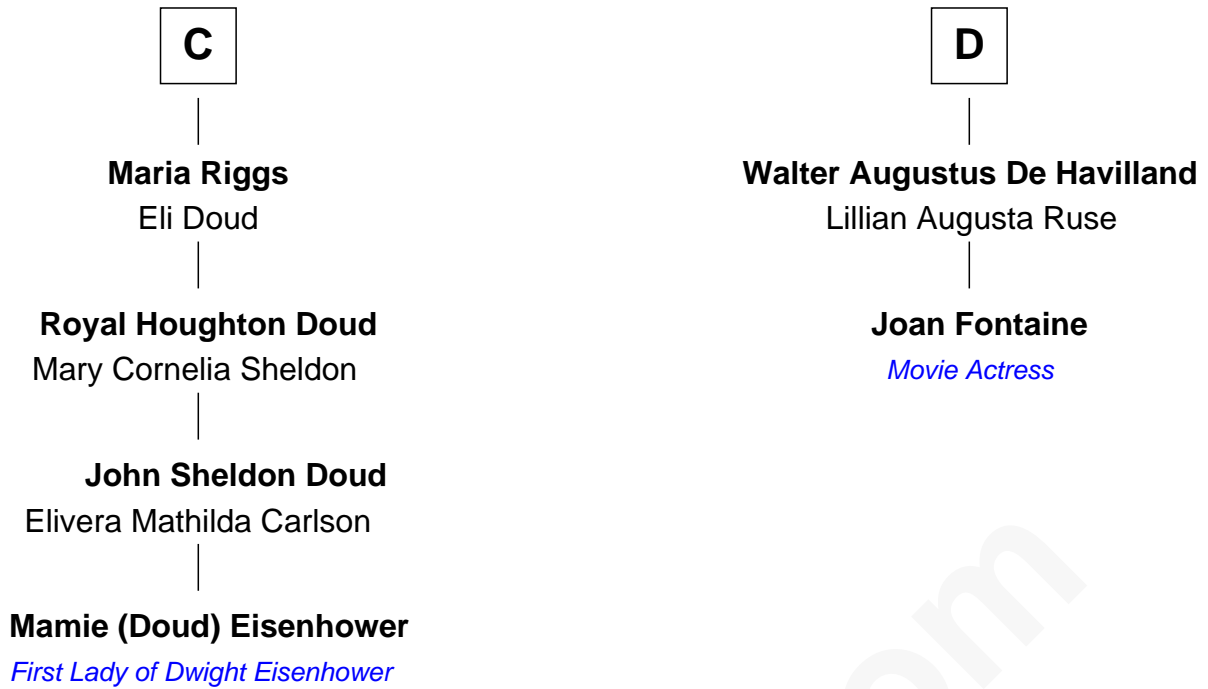 C
Maria Riggs
Eli Doud
Royal Houghton Doud
Mary Cornelia Sheldon
John Sheldon Doud
Elivera Mathilda Carlson
Mamie (Doud) Eisenhower
First Lady of Dwight Eisenhower
D
Walter Augustus De Havilland
Lillian Augusta Ruse
Joan Fontaine
Movie Actress
om